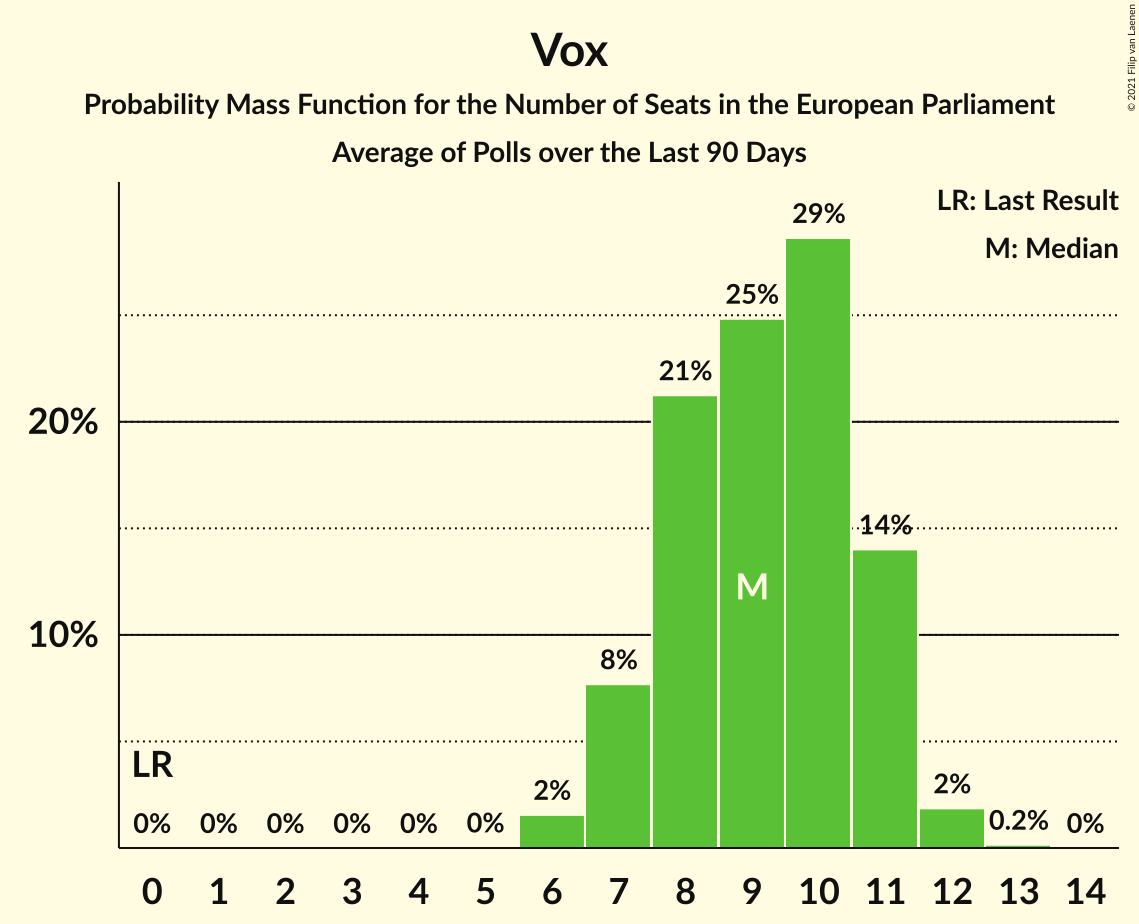 Vox
Probability Mass Function for the Number of Seats in the European Parliament
Average of Polls over the Last 90 Days
© 2021 Filip van Laenen
LR: Last Result
M: Median
29%
25%
21%
20%
14%
M
10%
8%
LR
2%
2%
0% 0% 0% 0% 0% 0% 0.2% 0%
0 1 2 3 4 5 6 7 8 9 10 11 12 13 14